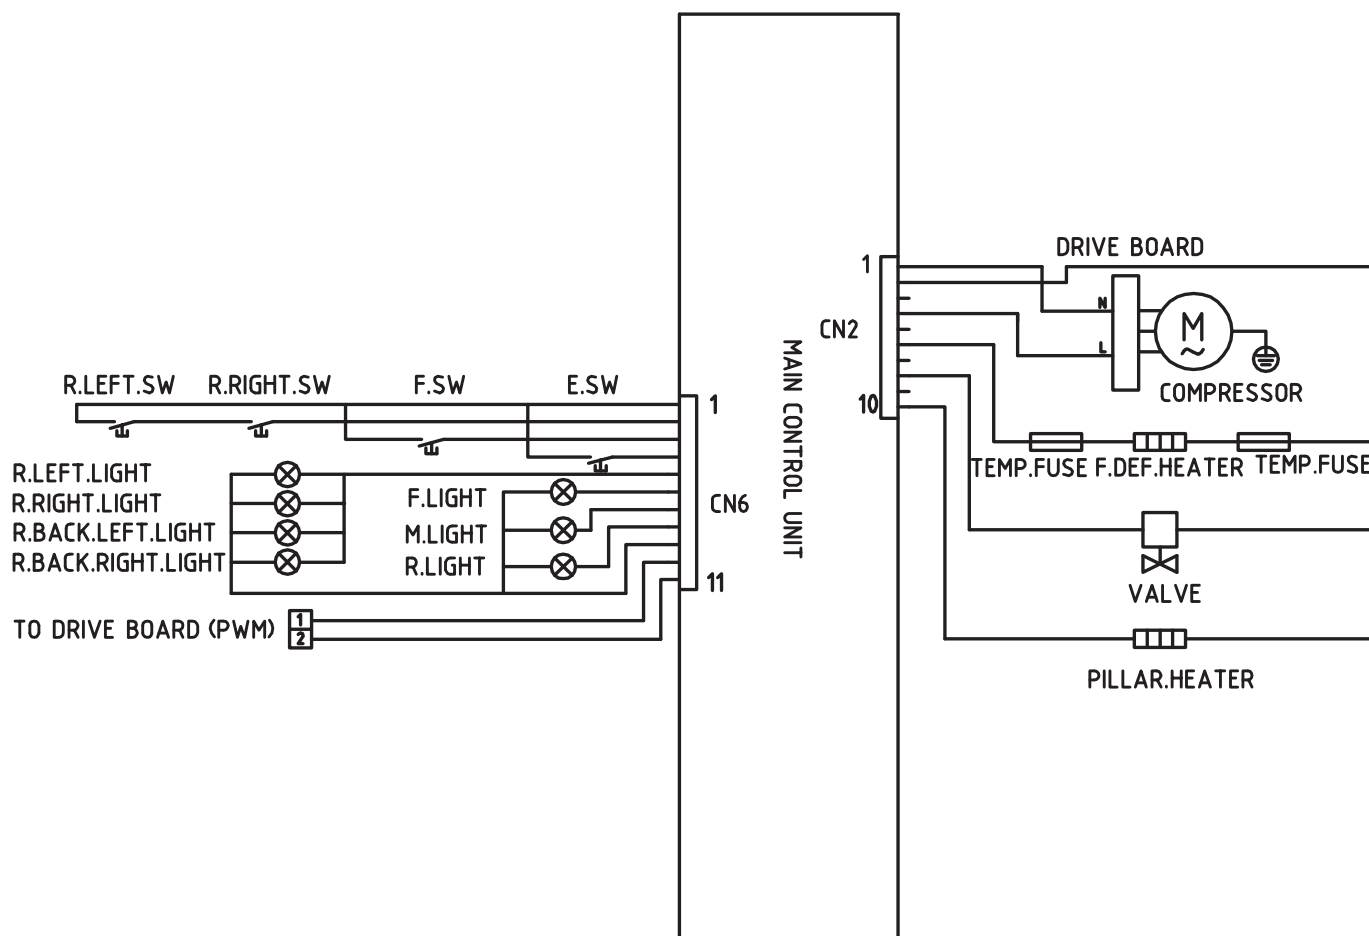 DRIVE BOARD
1
N
CN2
MAIN CONTROL UNIT
M
L
R.LEFT.SW R.RIGHT.SW F.SW E.SW
COMPRESSOR
1
10
R.LEFT.LIGHT
TEMP.FUSE F.DEF.HEATER TEMP.FUSE
R.RIGHT.LIGHT
F.LIGHT
CN6
R.BACK.LEFT.LIGHT
M.LIGHT
R.BACK.RIGHT.LIGHT
R.LIGHT
11
VALVE
TO DRIVE BOARD (PWM)
1
2
PILLAR.HEATER